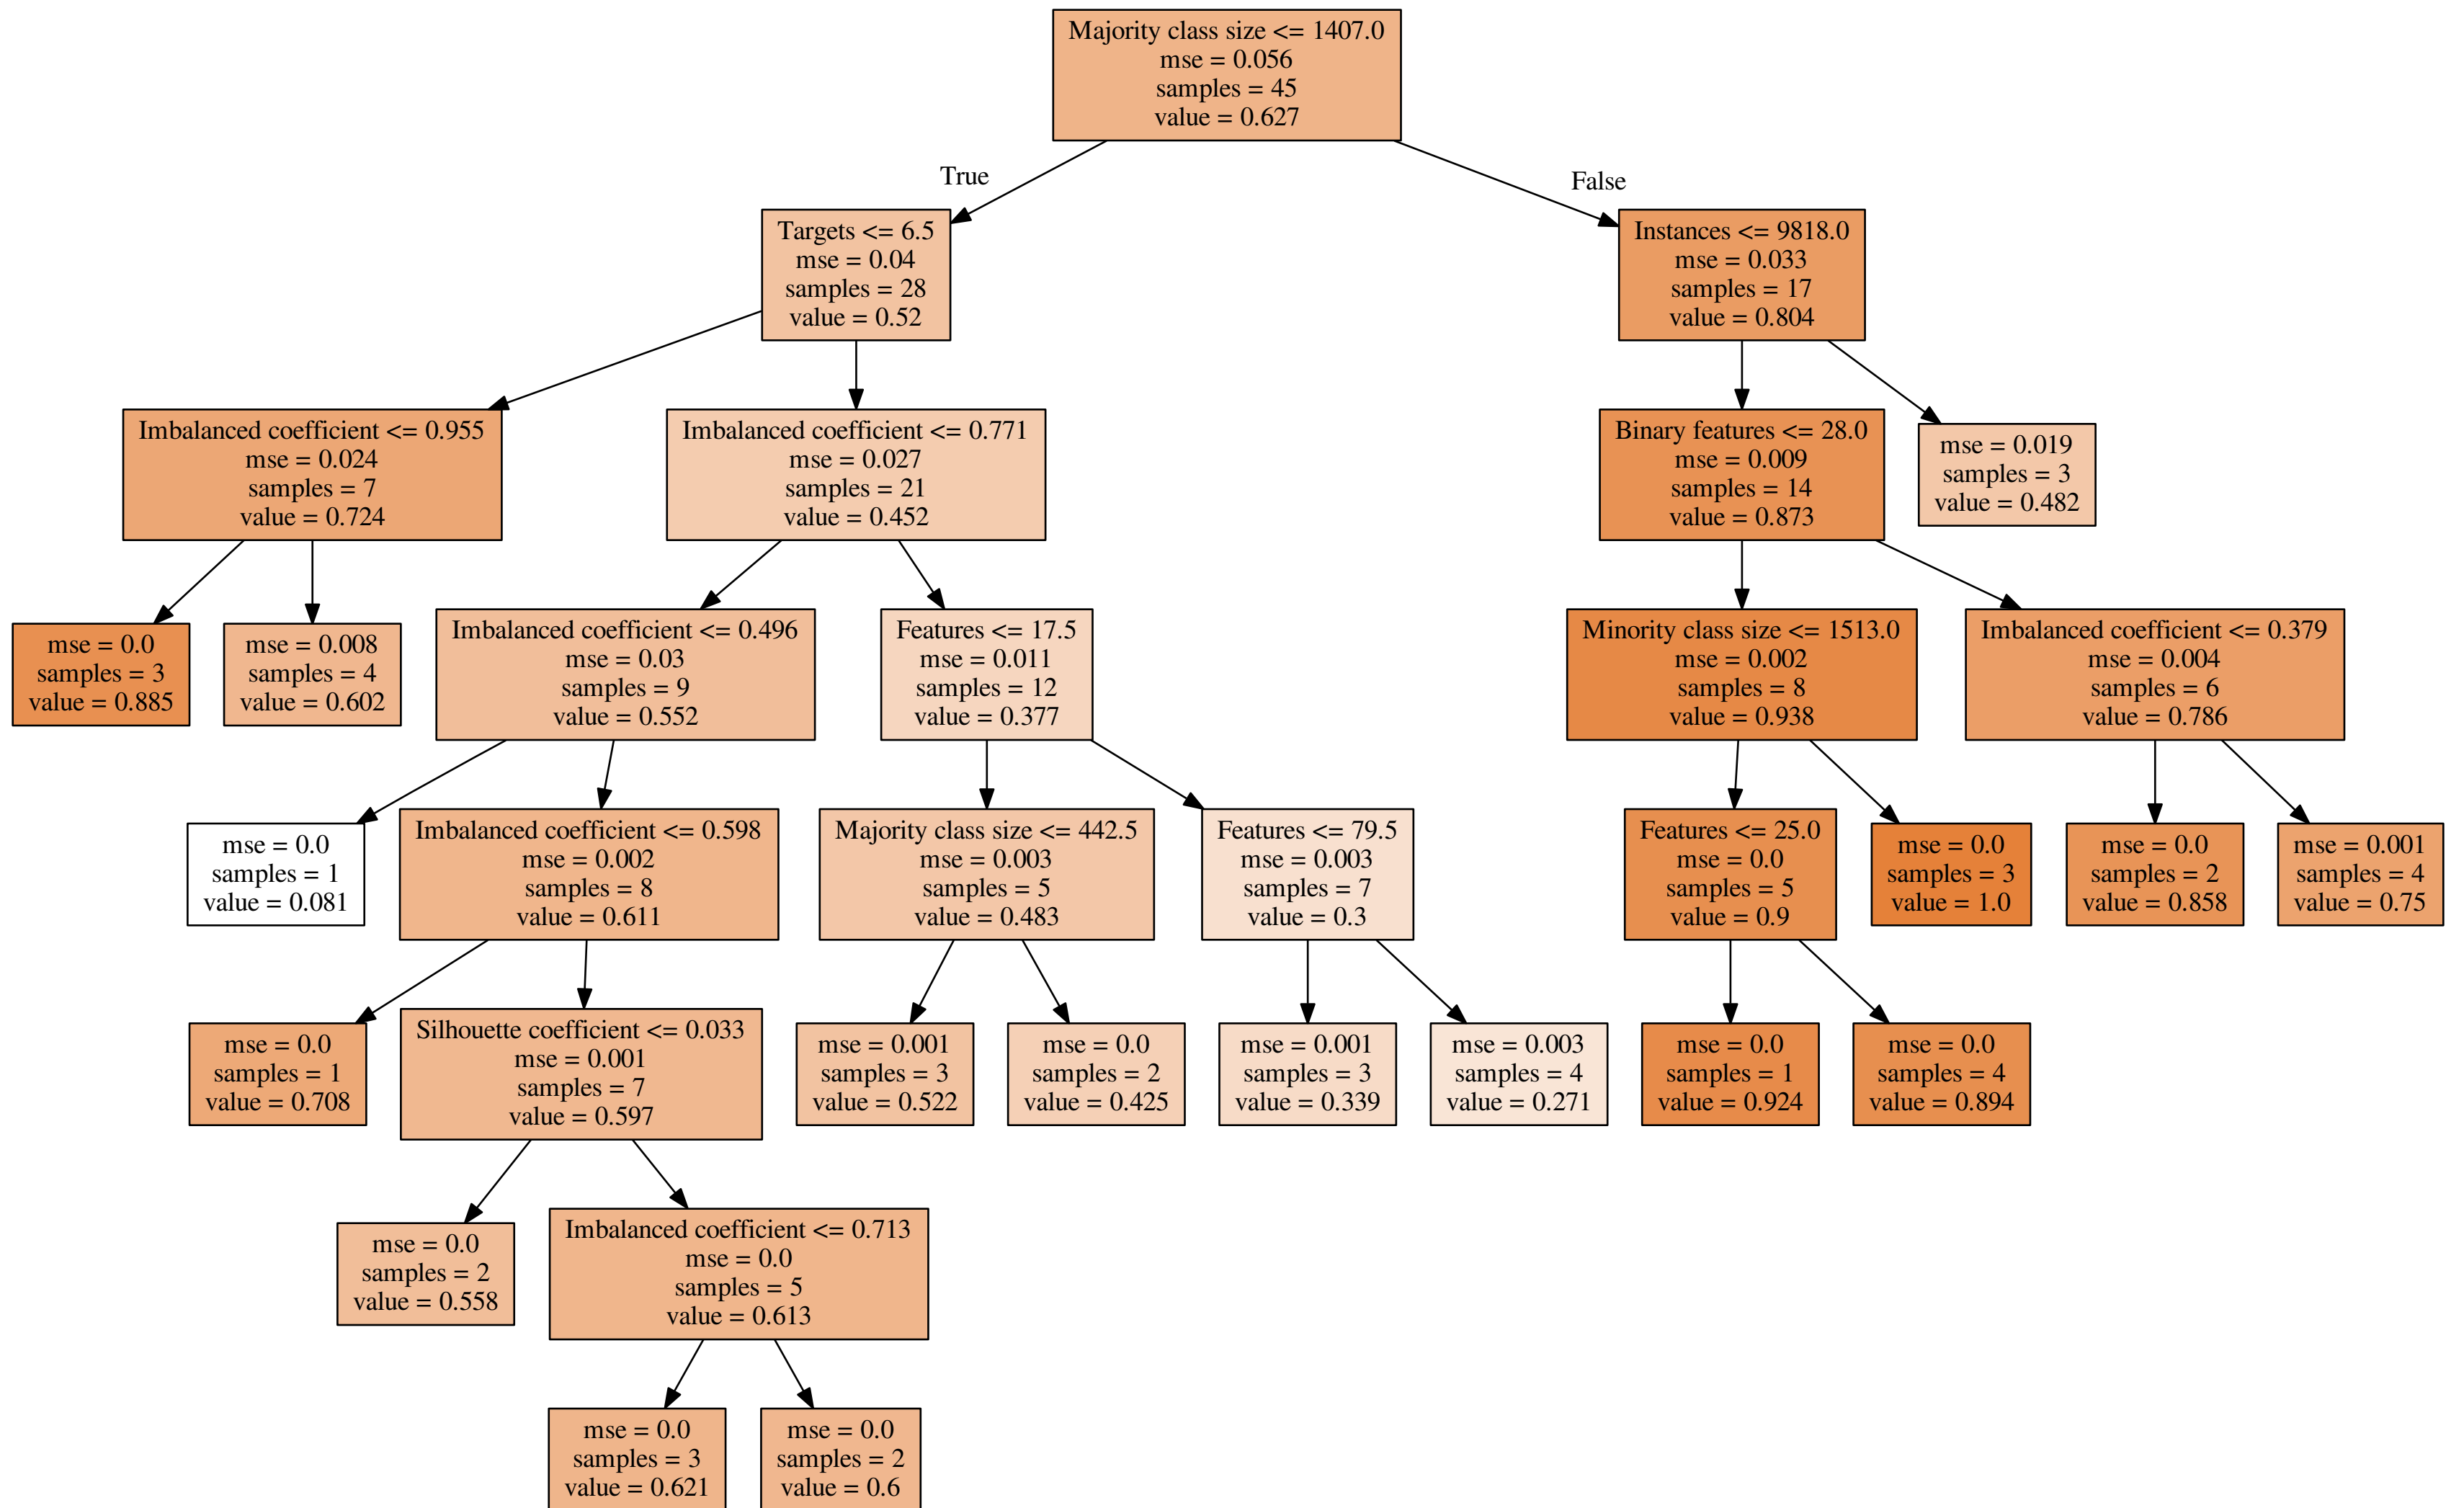 Majority class size <= 1407.0
mse = 0.056
samples = 45
value = 0.627
True
False
Targets <= 6.5
mse = 0.04
samples = 28
value = 0.52
Instances <= 9818.0
mse = 0.033
samples = 17
value = 0.804
Imbalanced coefficient <= 0.955
mse = 0.024
samples = 7
value = 0.724
Imbalanced coefficient <= 0.771
mse = 0.027
samples = 21
value = 0.452
Binary features <= 28.0
mse = 0.009
samples = 14
value = 0.873
mse = 0.019
samples = 3
value = 0.482
mse = 0.0
samples = 3
value = 0.885
mse = 0.008
samples = 4
value = 0.602
Imbalanced coefficient <= 0.496
mse = 0.03
samples = 9
value = 0.552
Features <= 17.5
mse = 0.011
samples = 12
value = 0.377
Minority class size <= 1513.0
mse = 0.002
samples = 8
value = 0.938
Imbalanced coefficient <= 0.379
mse = 0.004
samples = 6
value = 0.786
mse = 0.0
samples = 1
value = 0.081
Imbalanced coefficient <= 0.598
mse = 0.002
samples = 8
value = 0.611
Majority class size <= 442.5
mse = 0.003
samples = 5
value = 0.483
Features <= 79.5
mse = 0.003
samples = 7
value = 0.3
Features <= 25.0
mse = 0.0
samples = 5
value = 0.9
mse = 0.0
samples = 3
value = 1.0
mse = 0.0
samples = 2
value = 0.858
mse = 0.001
samples = 4
value = 0.75
mse = 0.0
samples = 1
value = 0.708
Silhouette coefficient <= 0.033
mse = 0.001
samples = 7
value = 0.597
mse = 0.001
samples = 3
value = 0.522
mse = 0.0
samples = 2
value = 0.425
mse = 0.001
samples = 3
value = 0.339
mse = 0.003
samples = 4
value = 0.271
mse = 0.0
samples = 1
value = 0.924
mse = 0.0
samples = 4
value = 0.894
mse = 0.0
samples = 2
value = 0.558
Imbalanced coefficient <= 0.713
mse = 0.0
samples = 5
value = 0.613
mse = 0.0
samples = 3
value = 0.621
mse = 0.0
samples = 2
value = 0.6